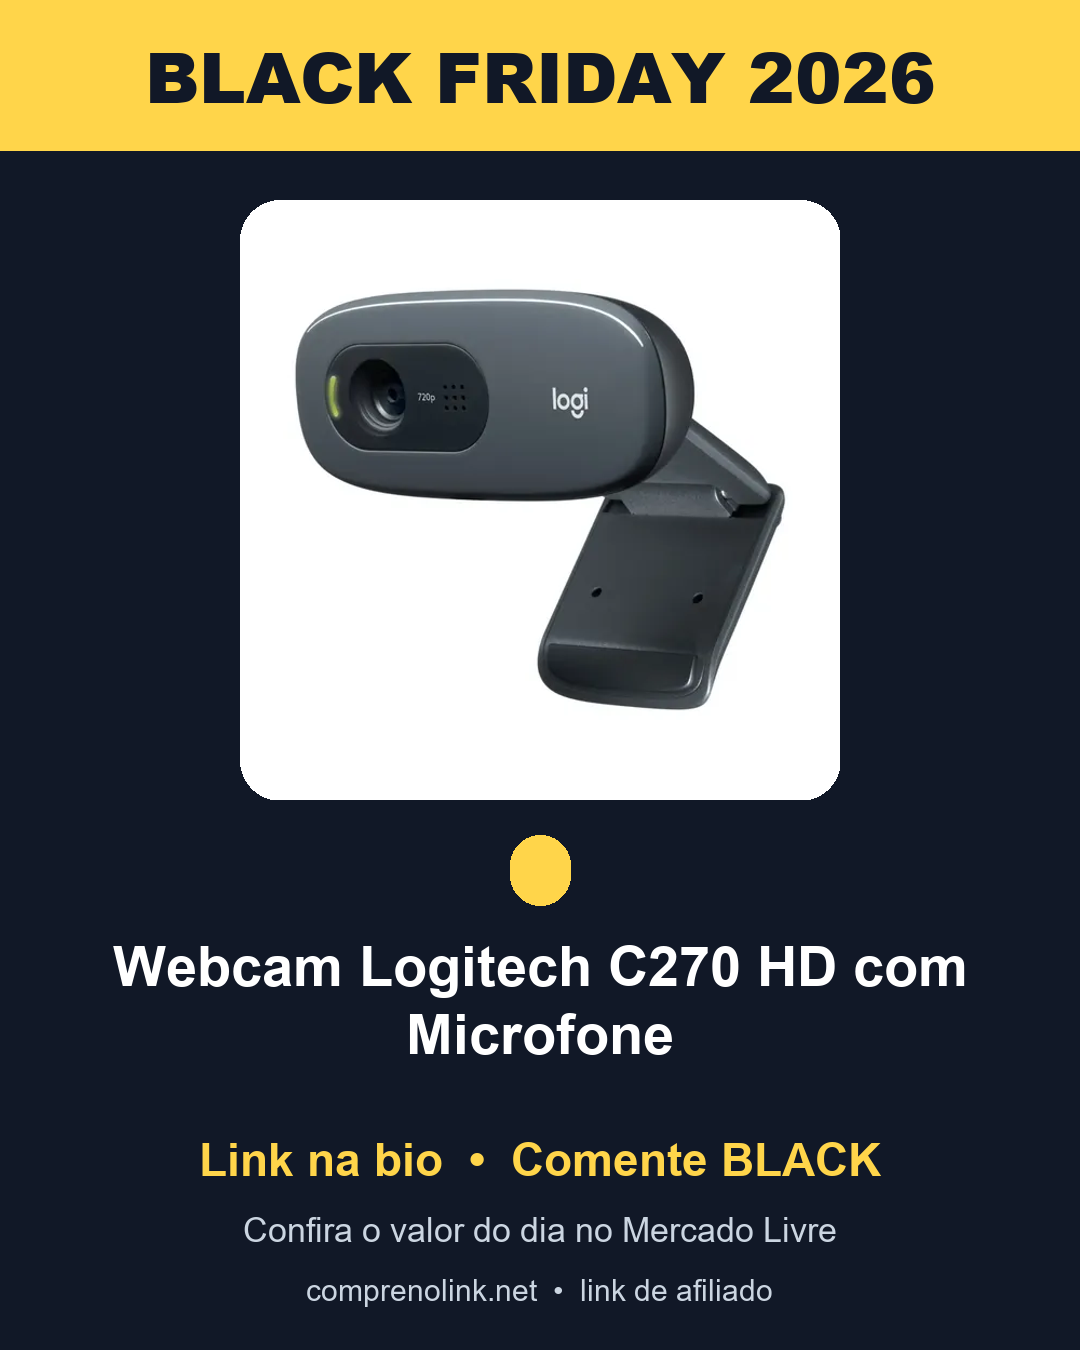 BLACK FRIDAY 2026
720p
logi
Webcam Logitech C270 HD com
Microfone
Link na bio • Comente BLACK
Confira o valor do dia no Mercado Livre
comprenolink.net • link de afiliado